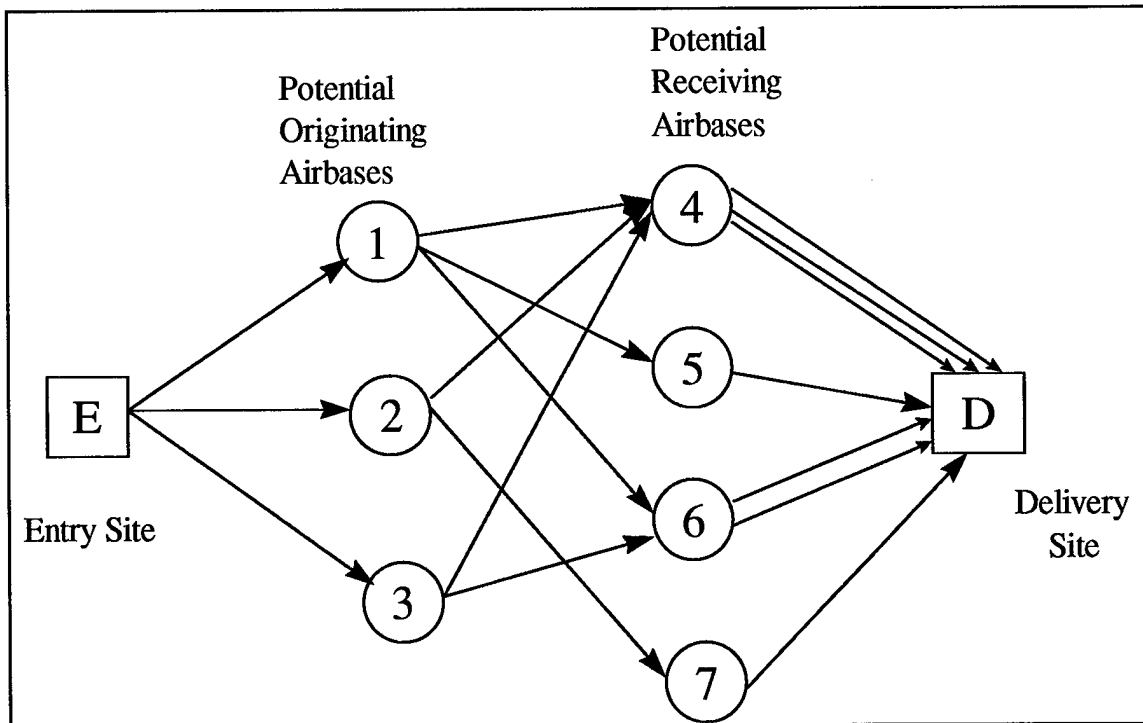 Potential
Originating
Airbases
Potential
Receiving
Airbases
1
4
2
5
E
D
3
6
7
Entry Site
Delivery
Site